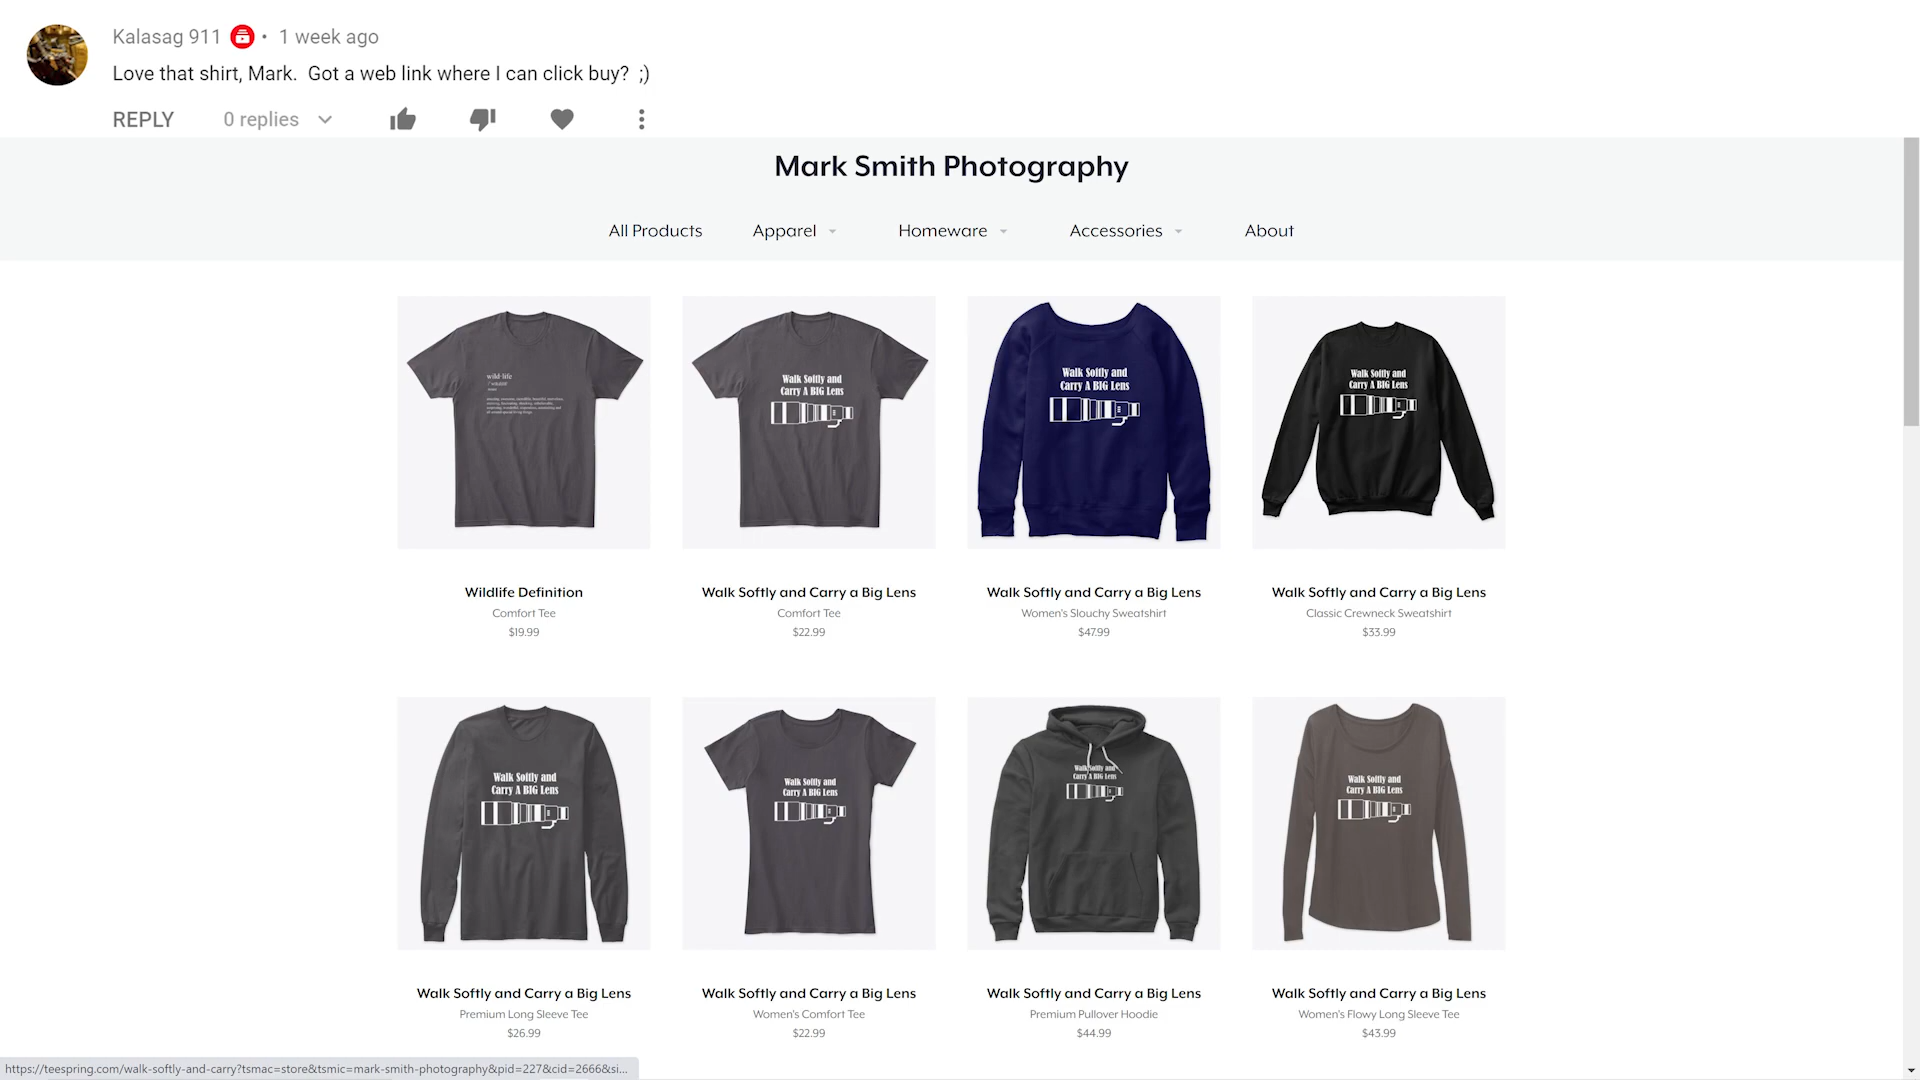 Kalasag 911 • 1 week ago
Love that shirt, Mark. Got a web link where I can click buy? ;)
REPLY 0 replies
Mark Smith Photography
All Products Apparel Homeware Accessories About
wild·life
Walk Softly and
Carry A BIG Lens
Walk Softly and
Carry A BIG Lens
Walk Softly and
Carry A BIG Lens
Wildlife Definition
Comfort Tee
$19.99
Walk Softly and Carry a Big Lens
Comfort Tee
$22.99
Walk Softly and Carry a Big Lens
Women's Slouchy Sweatshirt
$47.99
Walk Softly and Carry a Big Lens
Classic Crewneck Sweatshirt
$33.99
Walk Softly and
Carry A BIG Lens
Walk Softly and
Carry A BIG Lens
Walk Softly and
Carry A BIG Lens
Walk Softly and
Carry A BIG Lens
Walk Softly and Carry a Big Lens
Premium Long Sleeve Tee
$26.99
Walk Softly and Carry a Big Lens
Women's Comfort Tee
$22.99
Walk Softly and Carry a Big Lens
Premium Pullover Hoodie
$44.99
Walk Softly and Carry a Big Lens
Women's Flowy Long Sleeve Tee
$43.99
https://teespring.com/walk-softly-and-carry?tsmac=store&tsmic=mark-smith-photography&pid=227&cid=2666&si...